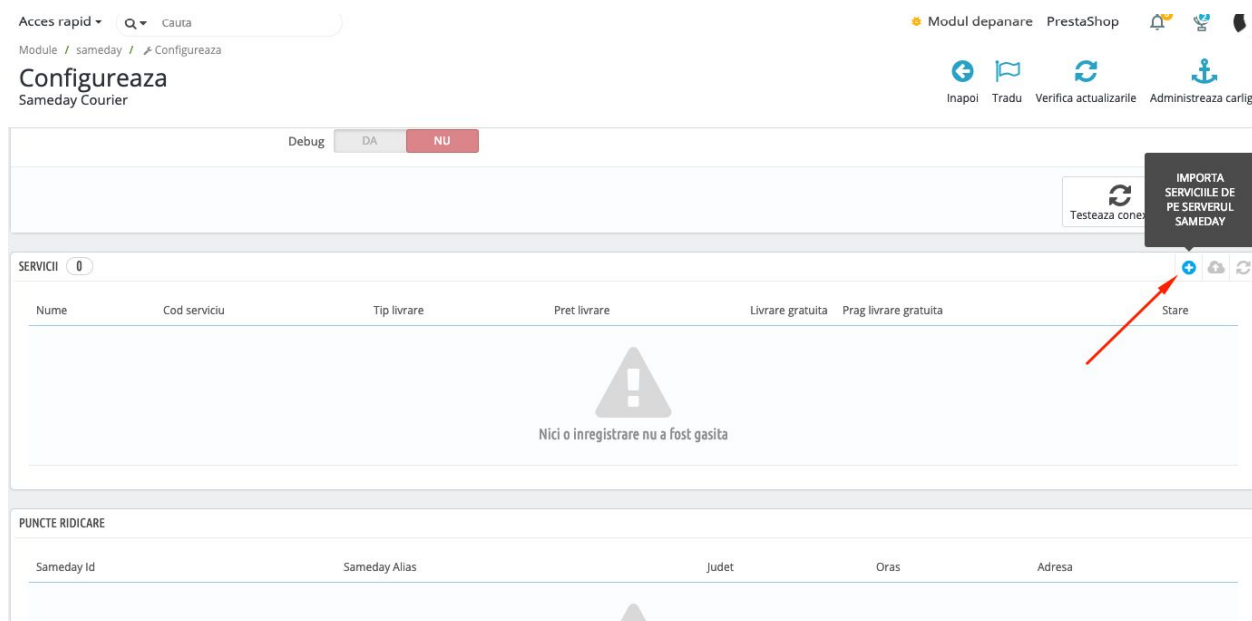 Acces rapid Cauta Modul depanare PrestaShop 2
Module / sameday / Configureaza
Configureaza
Sameday Courier
Inapoi Tradu Verifica actualizarile Administreaza carlig
Debug DA NU
IMPORTA
SERVICIILE DE
PE SERVERUL
SAMEDAY
Testeaza conex
SERVICII 0
Nume Cod serviciu Tip livrare Pret livrare Livrare gratuita Prag livrare gratuita Stare
Nici o inregistrare nu a fost gasita
PUNCTE RIDICARE
Sameday Id Sameday Alias Judet Oras Adresa